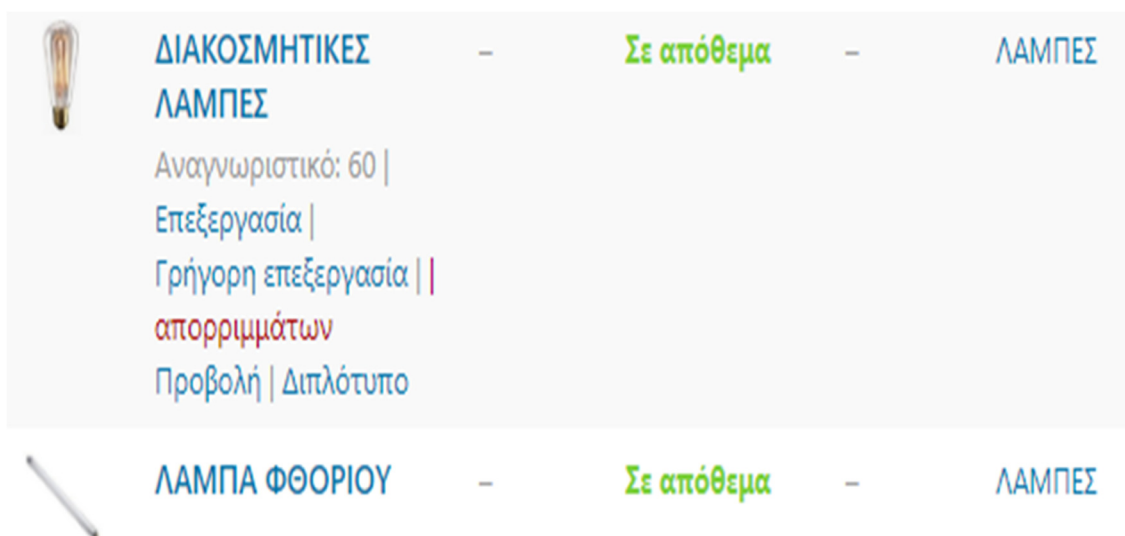 ΔΙΑΚΟΣΜΗΤΙΚΕΣ – Σε απόθεμα – ΛΑΜΠΕΣ
ΛΑΜΠΕΣ
Αναγνωριστικό: 60 |
Επεξεργασία |
Γρήγορη επεξεργασία | |
απορριμμάτων
Προβολή | Διπλότυπο
ΛΑΜΠΑ ΦΘΟΡΙΟΥ – Σε απόθεμα – ΛΑΜΠΕΣ